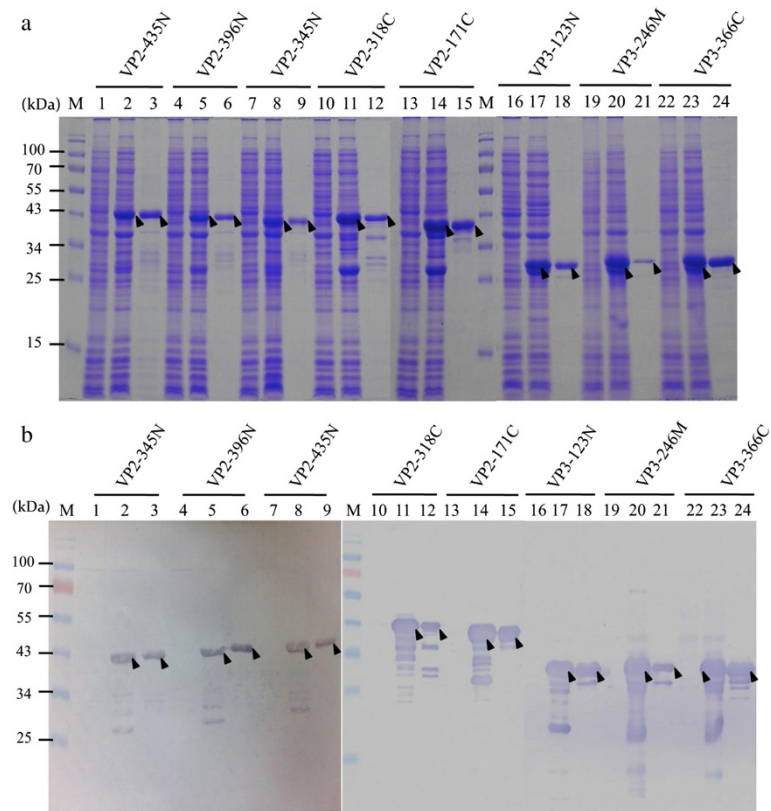 a
VP2-435N VP2-396N VP2-345N VP2-318C VP2-171C VP3-123N VP3-246M VP3-366C
(kDa) M 1 2 3 4 5 6 7 8 9 10 11 12 13 14 15 M 16 17 18 19 20 21 22 23 24
100
70
55
43
34
25
15
b
VP2-345N VP2-396N VP2-435N VP2-318C VP2-171C VP3-123N VP3-246M VP3-366C
(kDa) M 1 2 3 4 5 6 7 8 9 M 10 11 12 13 14 15 16 17 18 19 20 21 22 23 24
100
70
55
43
34
25